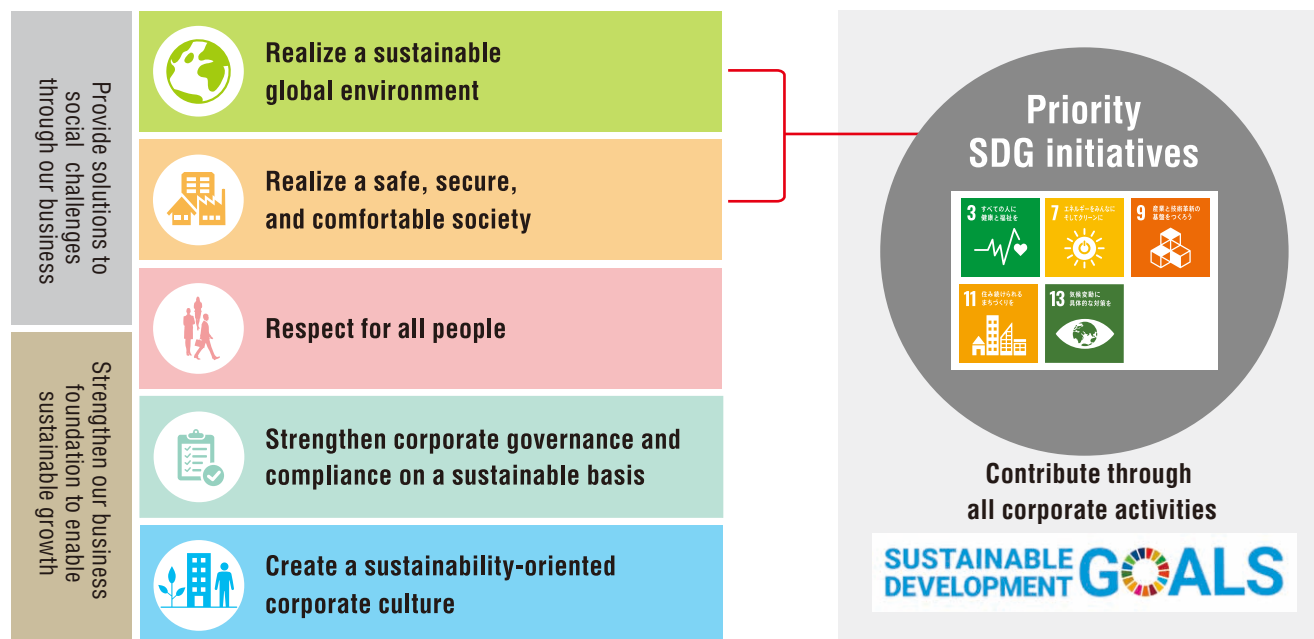 Provide solutions to
social challenges
through our business
Strengthen our business
foundation to enable
sustainable growth
Realize a sustainable
global environment
Realize a safe, secure,
and comfortable society
Respect for all people
Strengthen corporate governance and
compliance on a sustainable basis
Create a sustainability-oriented
corporate culture
Priority
SDG initiatives
3 すべての人に
健康と福祉を
7 エネルギーをみんなに
そしてクリーンに
9 産業と技術革新の
基盤をつくろう
11 住み続けられる
まちづくりを
13 気候変動に
具体的な対策を
Contribute through
all corporate activities
SUSTAINABLE
DEVELOPMENT
GOALS